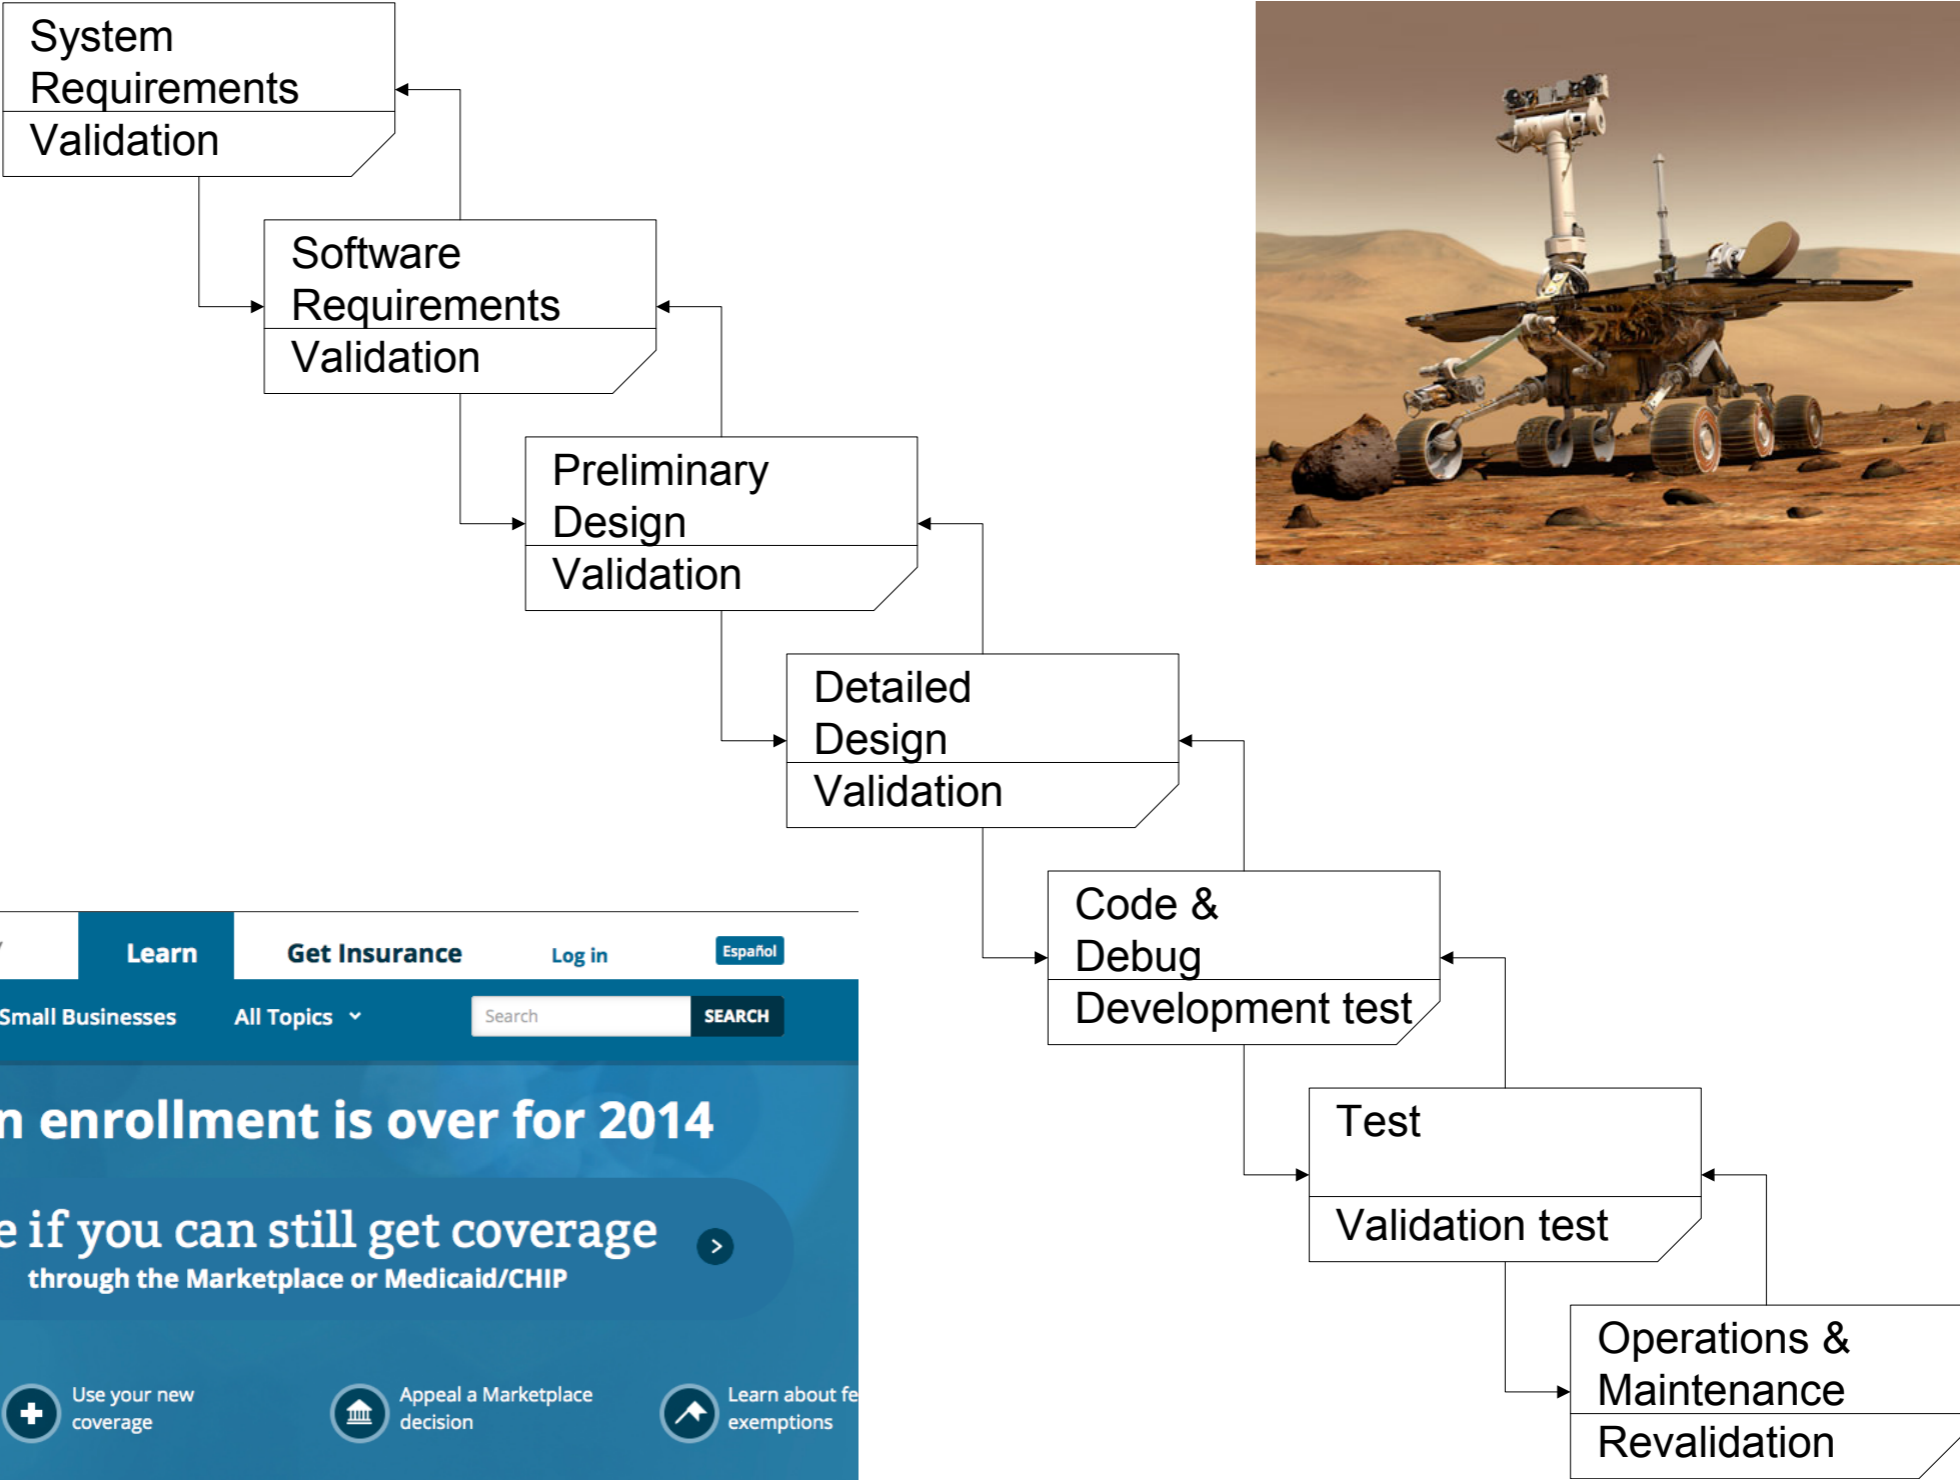 System
Requirements
Validation
Software
Requirements
Validation
Preliminary
Design
Validation
Detailed
Design
Validation
Code &
Debug
Development test
Test
Validation test
Operations &
Maintenance
Revalidation
Learn Get Insurance Log in Español
Small Businesses All Topics Search SEARCH
n enrollment is over for 2014
e if you can still get coverage
through the Marketplace or Medicaid/CHIP
Use your new
coverage
Appeal a Marketplace
decision
Learn about fe
exemptions